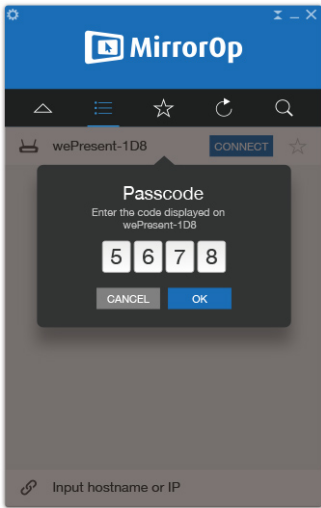 MirrorOp
wePresent-1D8
CONNECT
Passcode
Enter the code displayed on
wePresent-1D8
5 6 7 8
CANCEL
OK
Input hostname or IP